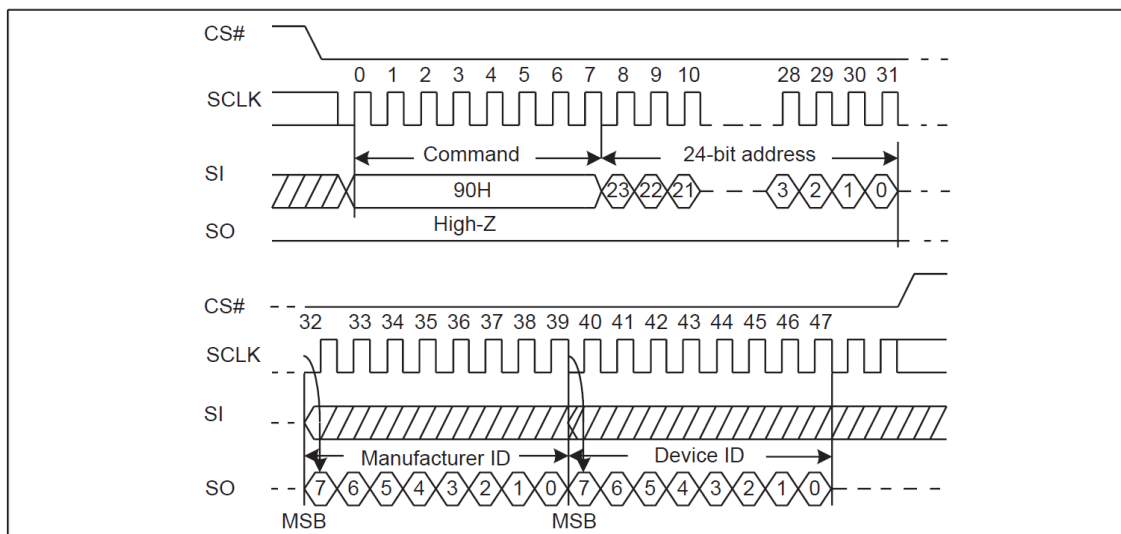 CS#
0 1 2 3 4 5 6 7 8 9 10 28 29 30 31
SCLK
Command 24-bit address
SI
90H 23 22 21 3 2 1 0
High-Z
SO
CS#
32 33 34 35 36 37 38 39 40 41 42 43 44 45 46 47
SCLK
SI
Manufacturer ID Device ID
SO 7 6 5 4 3 2 1 0 7 6 5 4 3 2 1 0
MSB MSB